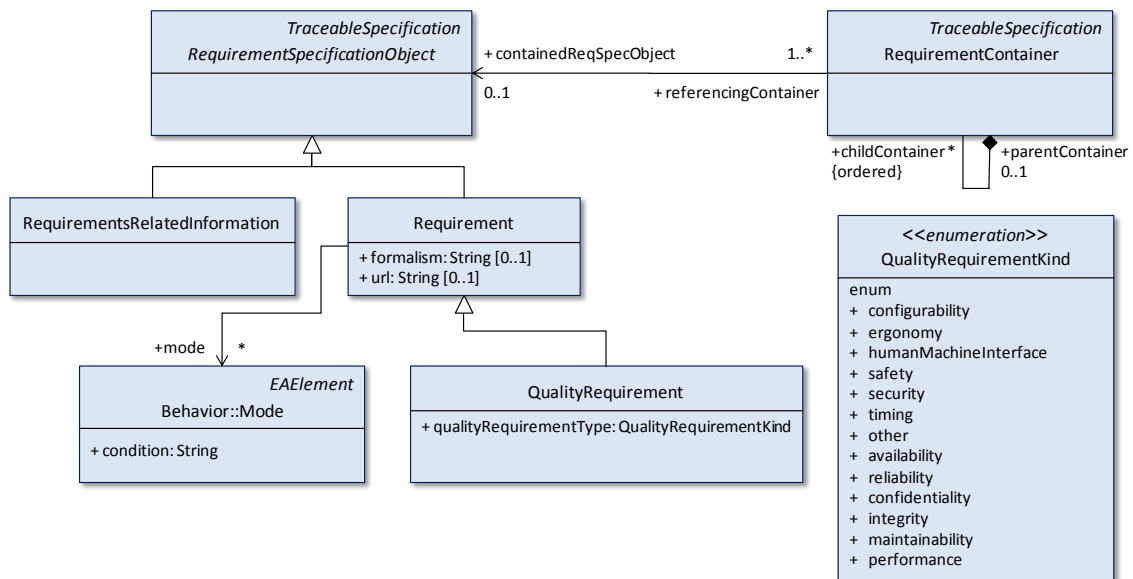 TraceableSpecification
RequirementSpecificationObject
+ containedReqSpecObject
0..1
1..*
+ referencingContainer
TraceableSpecification
RequirementContainer
+childContainer *
{ordered}
+parentContainer
0..1
RequirementsRelatedInformation
Requirement
+ formalism: String [0..1]
+ url: String [0..1]
+mode *
EAElement
Behavior::Mode
+ condition: String
QualityRequirement
+ qualityRequirementType: QualityRequirementKind
<<enumeration>>
QualityRequirementKind
enum
+ configurability
+ ergonomy
+ humanMachineInterface
+ safety
+ security
+ timing
+ other
+ availability
+ reliability
+ confidentiality
+ integrity
+ maintainability
+ performance